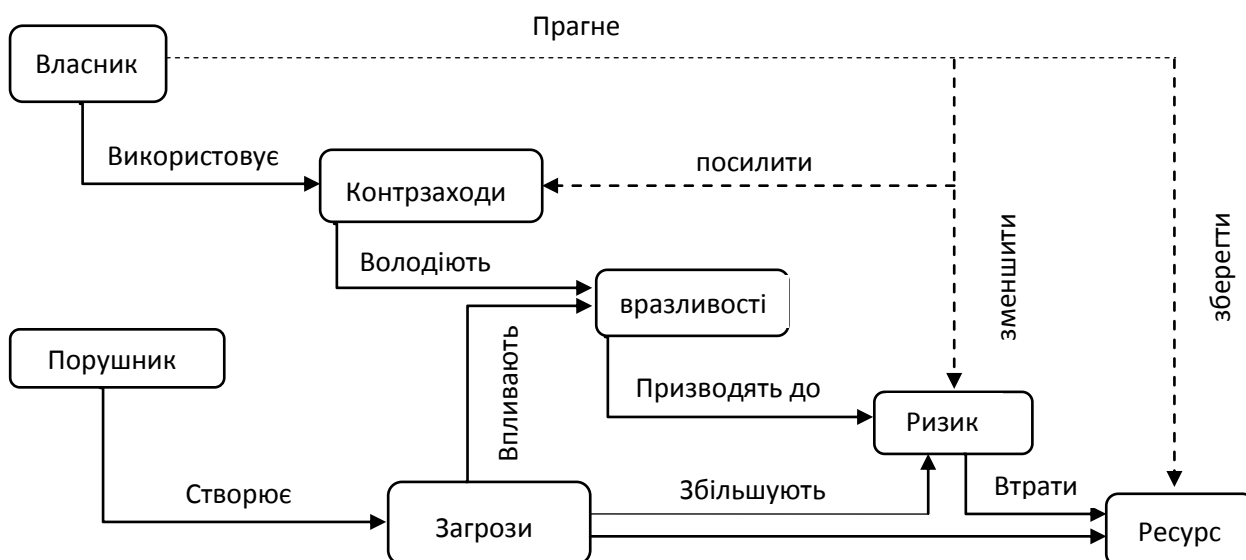 Прагне
Власник
Використовує
Контрзаходи
посилити
Володіють
вразливості
зменшити
зберегти
Порушник
Впливають
Призводять до
Ризик
Створює
Загрози
Збільшують
Втрати
Ресурс